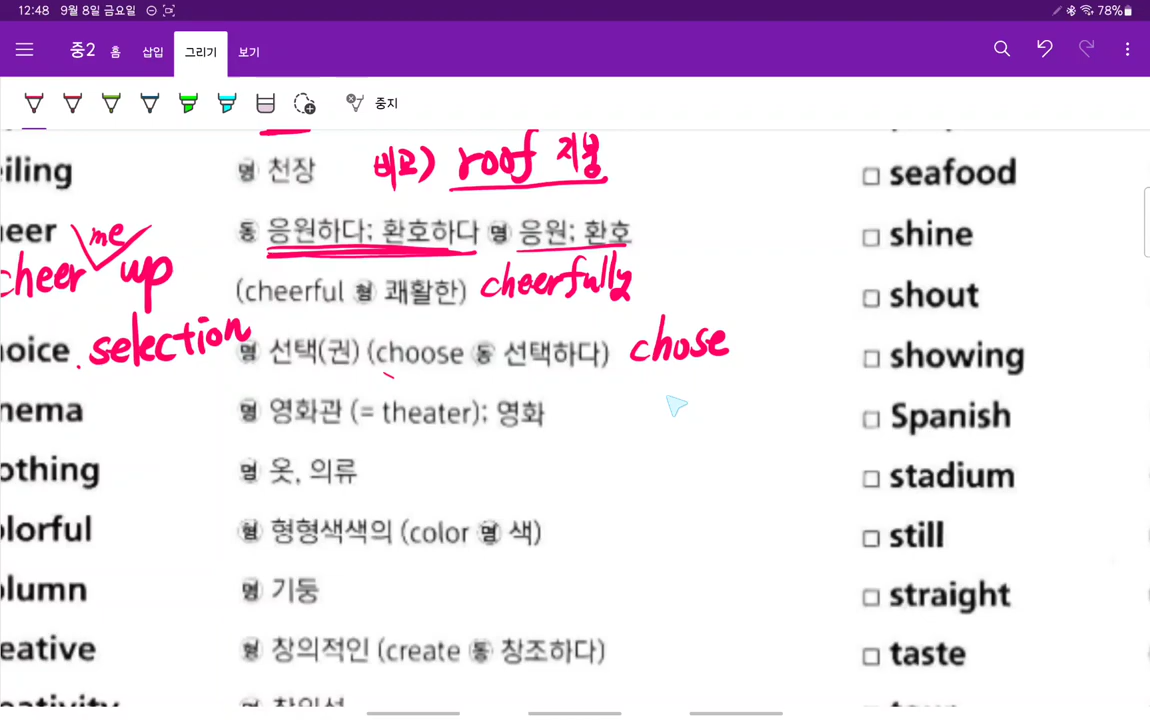 12:48 9월 8일 금요일 78%
중2 홈 삽입 그리기 보기
중지
eiling 명 천장 비교) roof 지붕
heer me 동 응원하다; 환호하다 명 응원; 환호
cheer up (cheerful 형 쾌활한) cheerfully
hoice selection 명 선택(권) (choose 동 선택하다) chose
nema 명 영화관 (= theater); 영화
othing 명 옷, 의류
olorful 형 형형색색의 (color 명 색)
olumn 명 기둥
eative 형 창의적인 (create 동 창조하다)
eativity 명 창의성
seafood
shine
shout
showing
Spanish
stadium
still
straight
taste